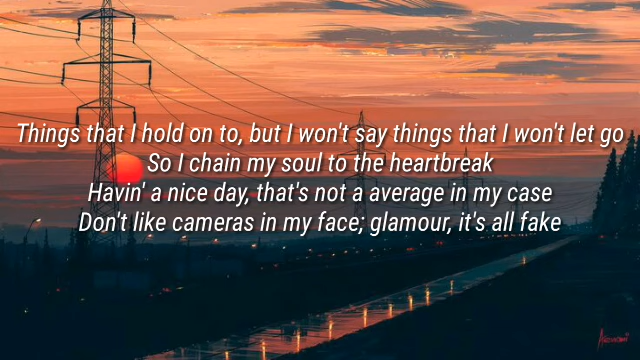 Things that I hold on to, but I won't say things that I won't let go
So I chain my soul to the heartbreak
Havin' a nice day, that's not a average in my case
Don't like cameras in my face, glamour, it's all fake